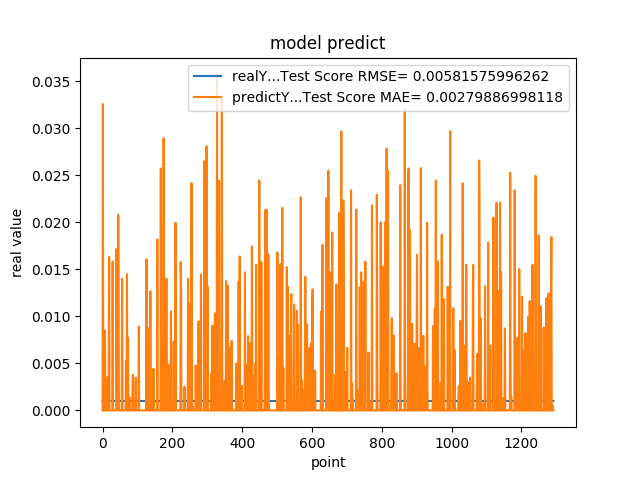 model predict
realY...Test Score RMSE= 0.00581575996262
predictY...Test Score MAE= 0.00279886998118
0.035
0.030
0.025
0.020
0.015
0.010
0.005
0.000
real value
0 200 400 600 800 1000 1200
point